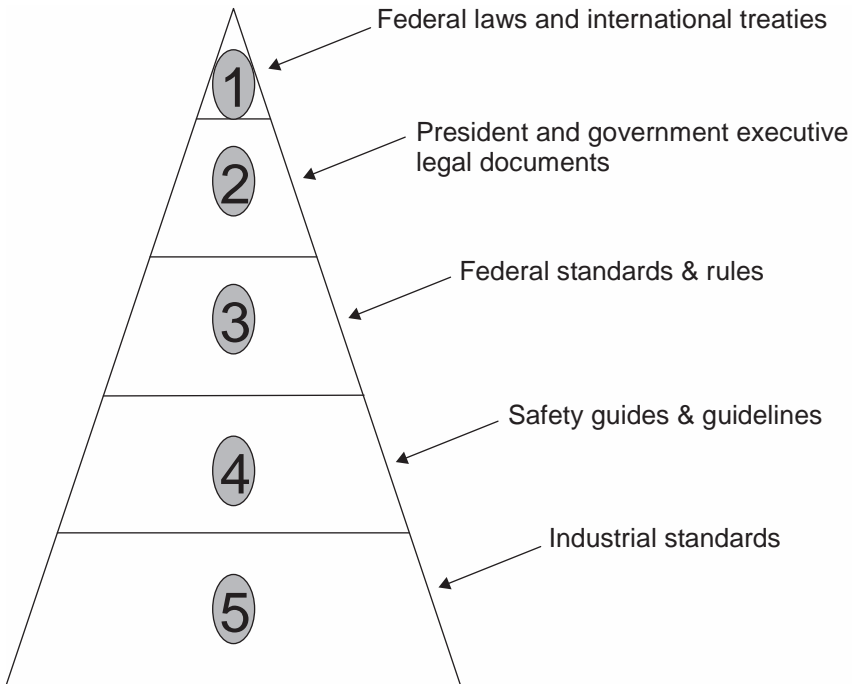 Federal laws and international treaties
1
President and government executive
legal documents
2
Federal standards & rules
3
Safety guides & guidelines
4
Industrial standards
5